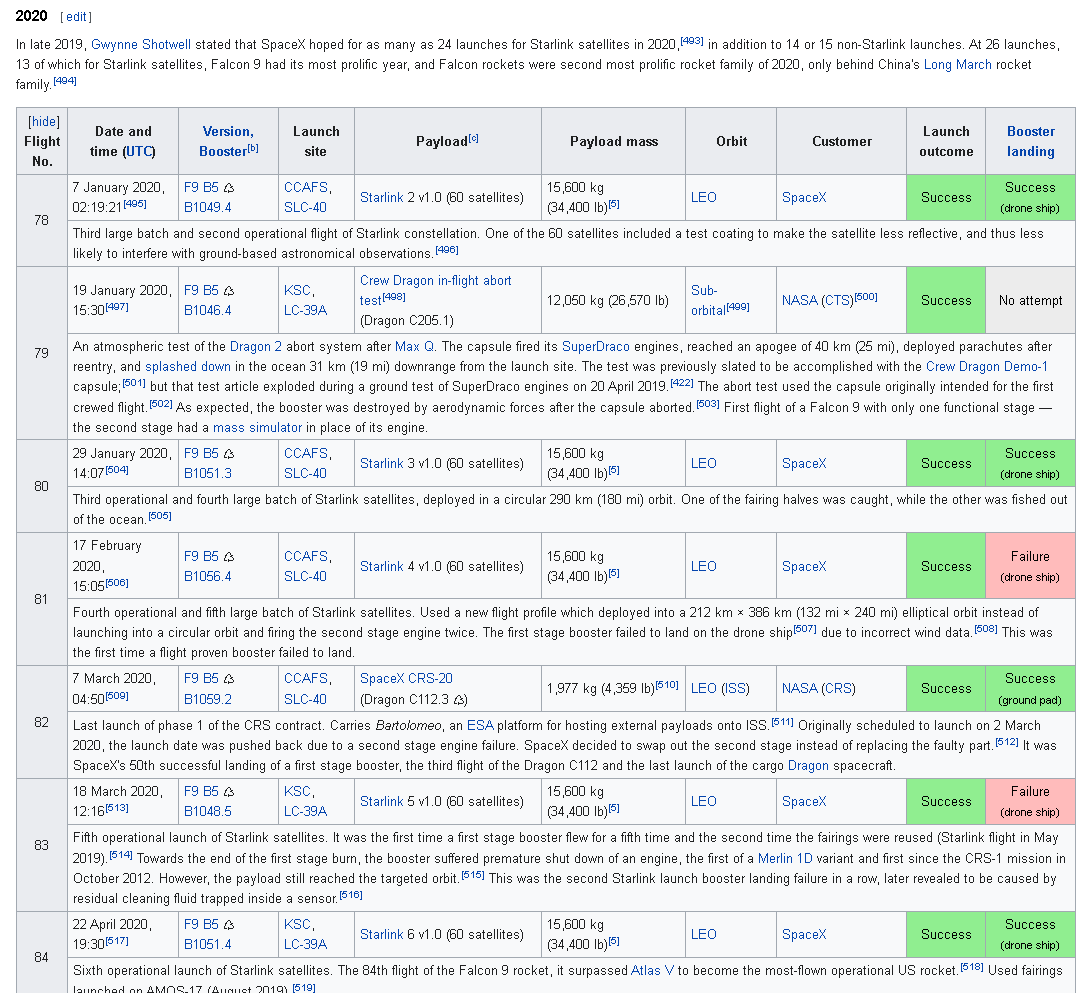 2020 [ edit ]
In late 2019, Gwynne Shotwell stated that SpaceX hoped for as many as 24 launches for Starlink satellites in 2020,[493] in addition to 14 or 15 non-Starlink launches. At 26 launches,
13 of which for Starlink satellites, Falcon 9 had its most prolific year, and Falcon rockets were second most prolific rocket family of 2020, only behind China's Long March rocket
family.[494]
[hide]
Flight
No.
Date and
time (UTC)
Version,
Booster[b]
Launch
site
Payload[c]
Payload mass
Orbit
Customer
Launch
outcome
Booster
landing
78
7 January 2020,
02:19:21[495]
F9 B5 ♺
B1049.4
CCAFS,
SLC-40
Starlink 2 v1.0 (60 satellites)
15,600 kg
(34,400 lb)[5]
LEO
SpaceX
Success
Success
(drone ship)
Third large batch and second operational flight of Starlink constellation. One of the 60 satellites included a test coating to make the satellite less reflective, and thus less
likely to interfere with ground-based astronomical observations.[496]
79
19 January 2020,
15:30[497]
F9 B5 ♺
B1046.4
KSC,
LC-39A
Crew Dragon in-flight abort
test[498]
(Dragon C205.1)
12,050 kg (26,570 lb)
Sub-
orbital[499]
NASA (CTS)[500]
Success
No attempt
An atmospheric test of the Dragon 2 abort system after Max Q. The capsule fired its SuperDraco engines, reached an apogee of 40 km (25 mi), deployed parachutes after
reentry, and splashed down in the ocean 31 km (19 mi) downrange from the launch site. The test was previously slated to be accomplished with the Crew Dragon Demo-1
capsule;[501] but that test article exploded during a ground test of SuperDraco engines on 20 April 2019.[422] The abort test used the capsule originally intended for the first
crewed flight.[502] As expected, the booster was destroyed by aerodynamic forces after the capsule aborted.[503] First flight of a Falcon 9 with only one functional stage —
the second stage had a mass simulator in place of its engine.
80
29 January 2020,
14:07[504]
F9 B5 ♺
B1051.3
CCAFS,
SLC-40
Starlink 3 v1.0 (60 satellites)
15,600 kg
(34,400 lb)[5]
LEO
SpaceX
Success
Success
(drone ship)
Third operational and fourth large batch of Starlink satellites, deployed in a circular 290 km (180 mi) orbit. One of the fairing halves was caught, while the other was fished out
of the ocean.[505]
81
17 February
2020,
15:05[506]
F9 B5 ♺
B1056.4
CCAFS,
SLC-40
Starlink 4 v1.0 (60 satellites)
15,600 kg
(34,400 lb)[5]
LEO
SpaceX
Success
Failure
(drone ship)
Fourth operational and fifth large batch of Starlink satellites. Used a new flight profile which deployed into a 212 km × 386 km (132 mi × 240 mi) elliptical orbit instead of
launching into a circular orbit and firing the second stage engine twice. The first stage booster failed to land on the drone ship[507] due to incorrect wind data.[508] This was
the first time a flight proven booster failed to land.
82
7 March 2020,
04:50[509]
F9 B5 ♺
B1059.2
CCAFS,
SLC-40
SpaceX CRS-20
(Dragon C112.3 ♺)
1,977 kg (4,359 lb)[510]
LEO (ISS)
NASA (CRS)
Success
Success
(ground pad)
Last launch of phase 1 of the CRS contract. Carries Bartolomeo, an ESA platform for hosting external payloads onto ISS.[511] Originally scheduled to launch on 2 March
2020, the launch date was pushed back due to a second stage engine failure. SpaceX decided to swap out the second stage instead of replacing the faulty part.[512] It was
SpaceX's 50th successful landing of a first stage booster, the third flight of the Dragon C112 and the last launch of the cargo Dragon spacecraft.
83
18 March 2020,
12:16[513]
F9 B5 ♺
B1048.5
KSC,
LC-39A
Starlink 5 v1.0 (60 satellites)
15,600 kg
(34,400 lb)[5]
LEO
SpaceX
Success
Failure
(drone ship)
Fifth operational launch of Starlink satellites. It was the first time a first stage booster flew for a fifth time and the second time the fairings were reused (Starlink flight in May
2019).[514] Towards the end of the first stage burn, the booster suffered premature shut down of an engine, the first of a Merlin 1D variant and first since the CRS-1 mission in
October 2012. However, the payload still reached the targeted orbit.[515] This was the second Starlink launch booster landing failure in a row, later revealed to be caused by
residual cleaning fluid trapped inside a sensor.[516]
84
22 April 2020,
19:30[517]
F9 B5 ♺
B1051.4
KSC,
LC-39A
Starlink 6 v1.0 (60 satellites)
15,600 kg
(34,400 lb)[5]
LEO
SpaceX
Success
Success
(drone ship)
Sixth operational launch of Starlink satellites. The 84th flight of the Falcon 9 rocket, it surpassed Atlas V to become the most-flown operational US rocket.[518] Used fairings
launched on AMOS-17 (August 2019).[519]